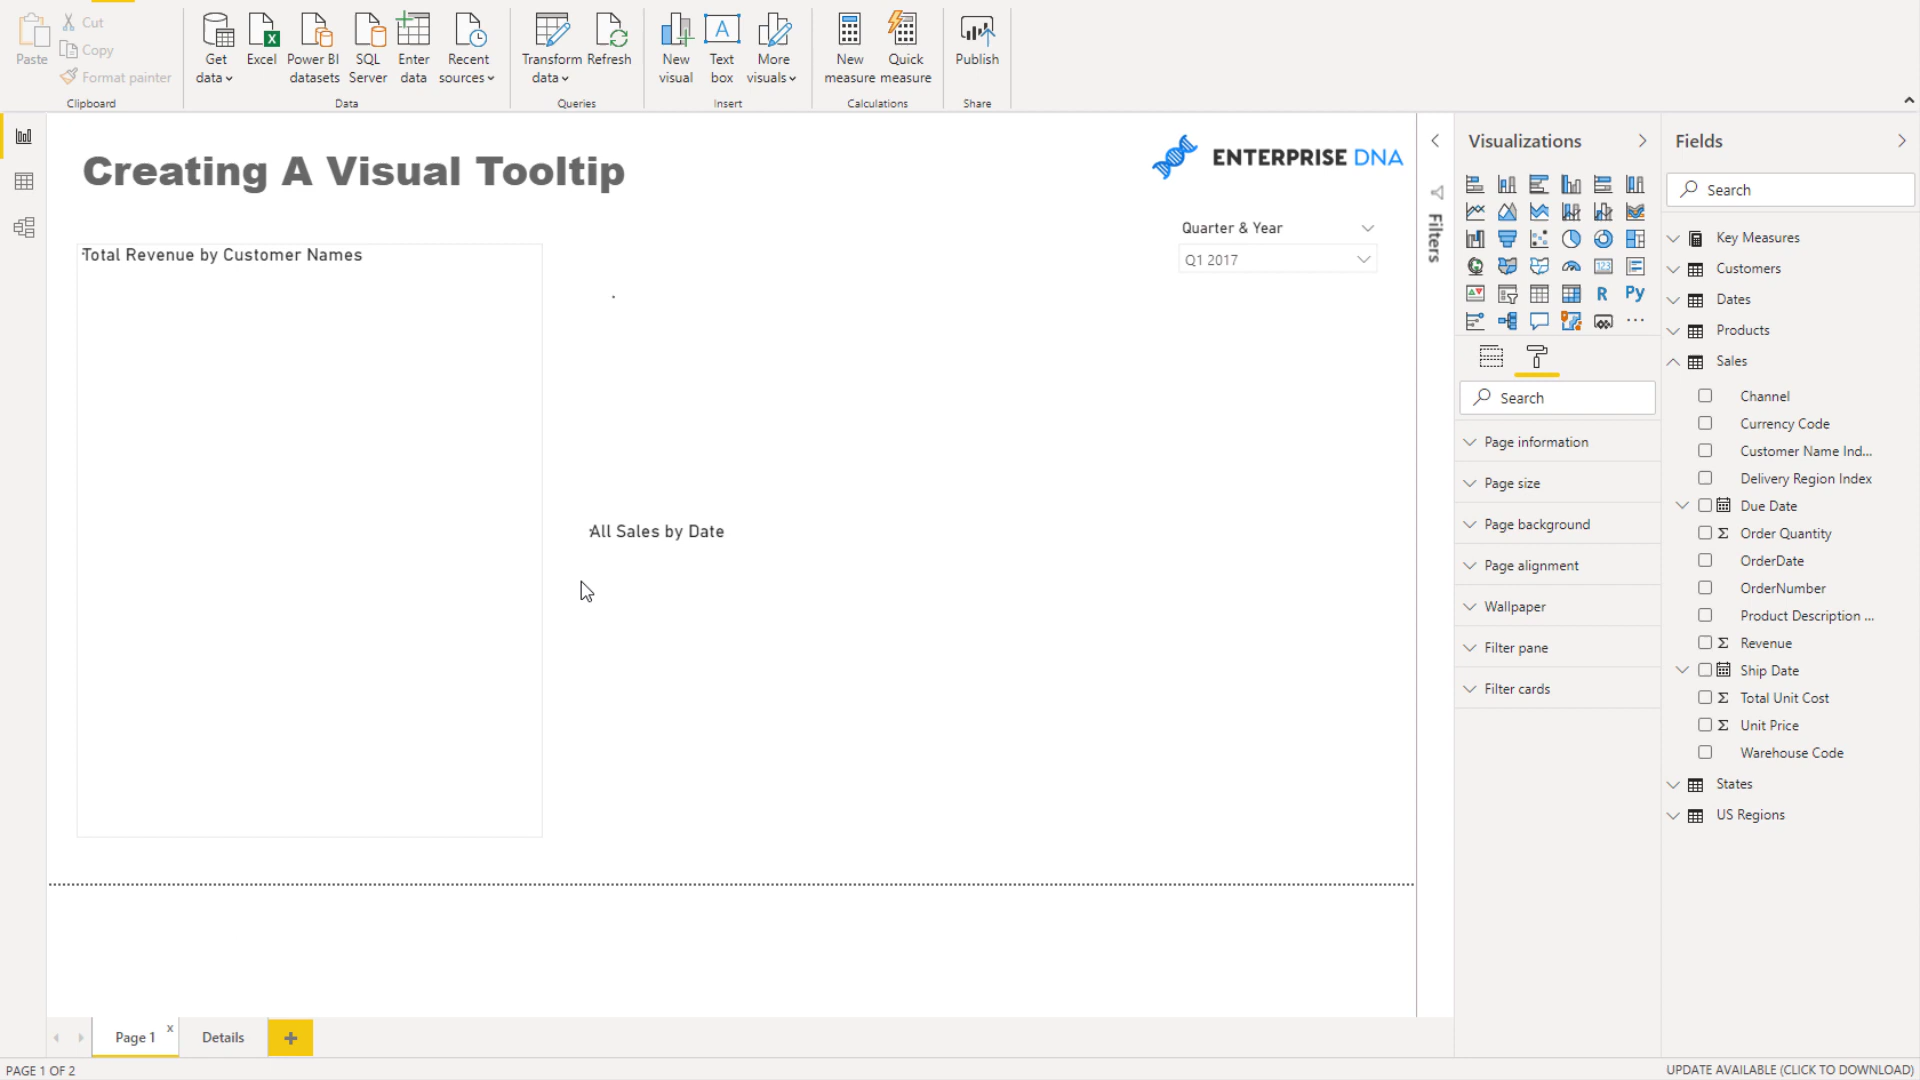 Paste
Cut
Copy
Format painter
Clipboard
Get data
Excel
Power BI datasets
SQL Server
Enter data
Recent sources
Data
Transform data
Refresh
Queries
New visual
Text box
More visuals
Insert
New measure
Quick measure
Calculations
Publish
Share
Creating A Visual Tooltip
ENTERPRISE DNA
Quarter & Year
Q1 2017
Total Revenue by Customer Names
All Sales by Date
Filters
Visualizations
123
R
Py
Search
Page information
Page size
Page background
Page alignment
Wallpaper
Filter pane
Filter cards
Fields
Search
Key Measures
Customers
Dates
Products
Sales
Channel
Currency Code
Customer Name Ind...
Delivery Region Index
Due Date
Σ Order Quantity
OrderDate
OrderNumber
Product Description ...
Σ Revenue
Ship Date
Σ Total Unit Cost
Σ Unit Price
Warehouse Code
States
US Regions
Page 1 x
Details
+
PAGE 1 OF 2
UPDATE AVAILABLE (CLICK TO DOWNLOAD)